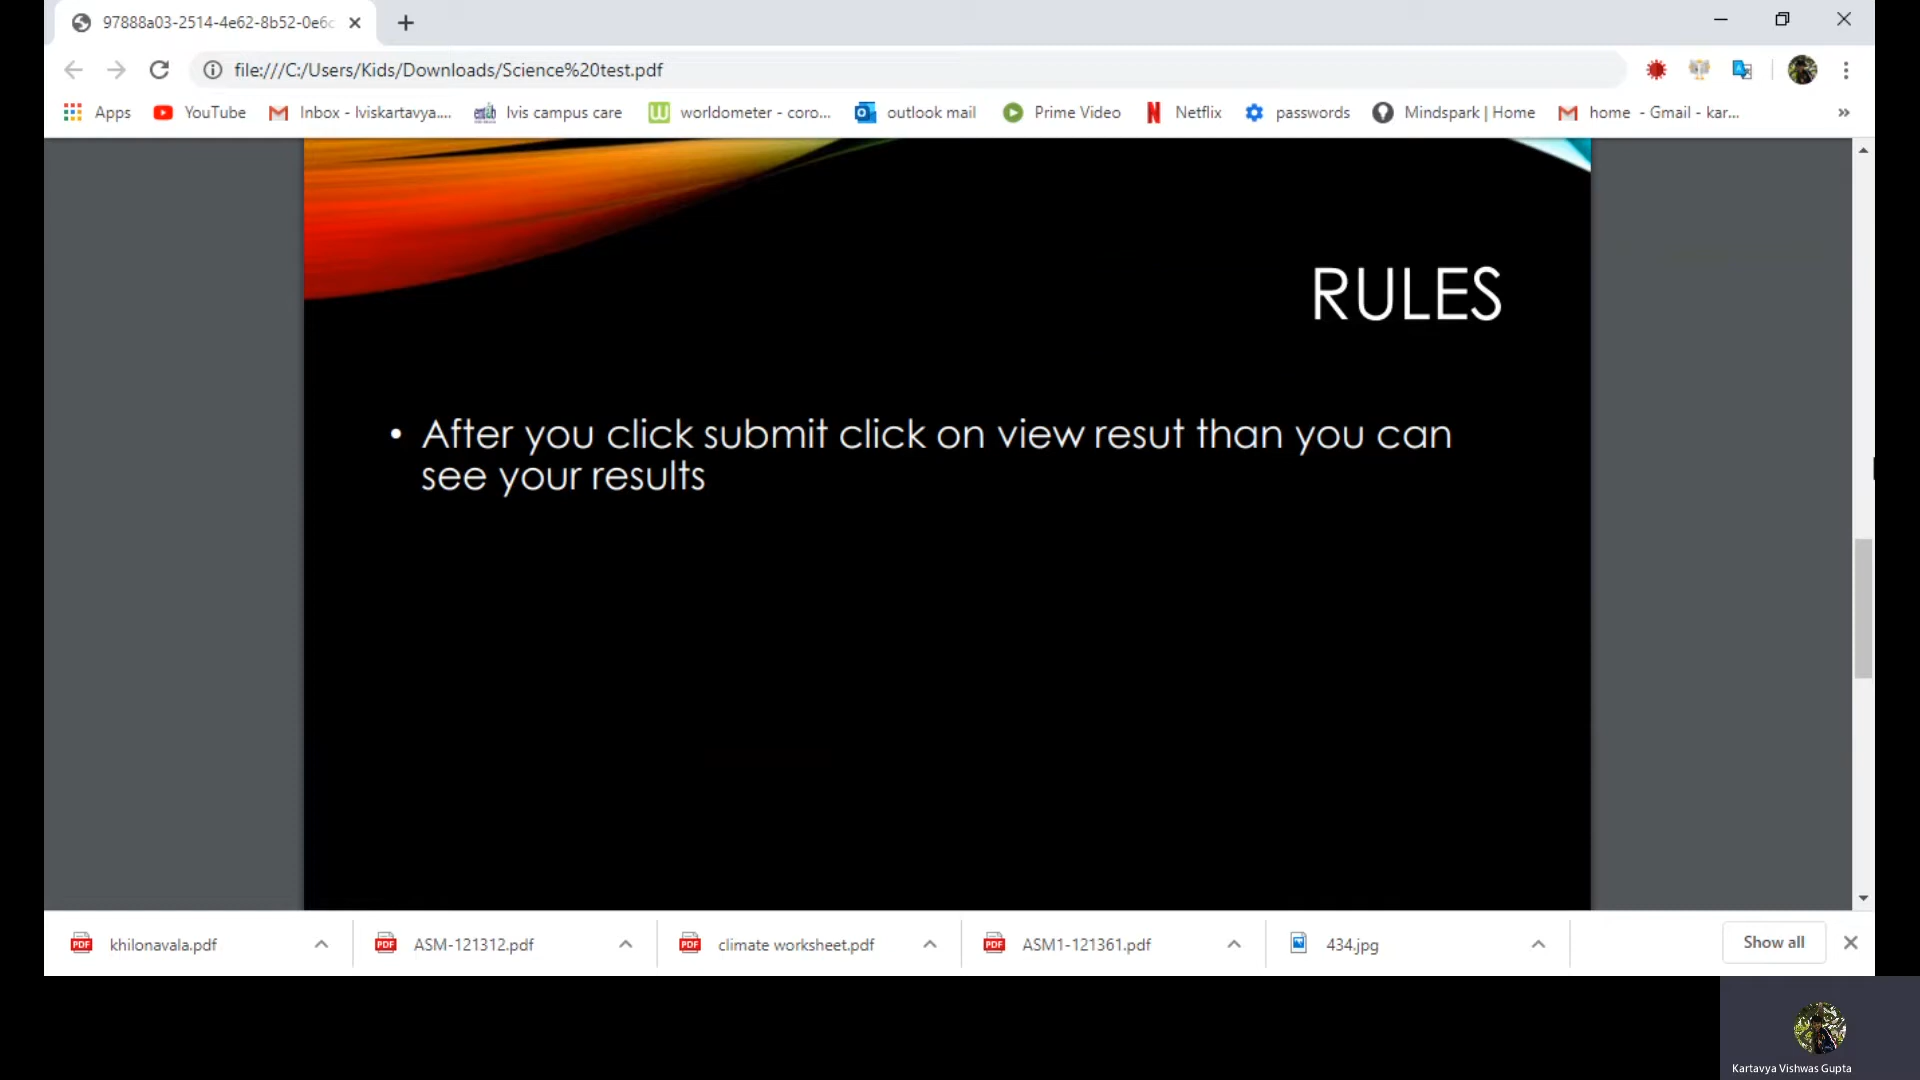 97888a03-2514-4e62-8b52-0e6c
file:///C:/Users/Kids/Downloads/Science%20test.pdf
Apps YouTube Inbox - lviskartavya.... lvis campus care worldometer - coro... outlook mail Prime Video Netflix passwords Mindspark | Home home - Gmail - kar... »
RULES
• After you click submit click on view resut than you can
see your results
khilonavala.pdf ASM-121312.pdf climate worksheet.pdf ASM1-121361.pdf 434.jpg Show all
Kartavya Vishwas Gupta